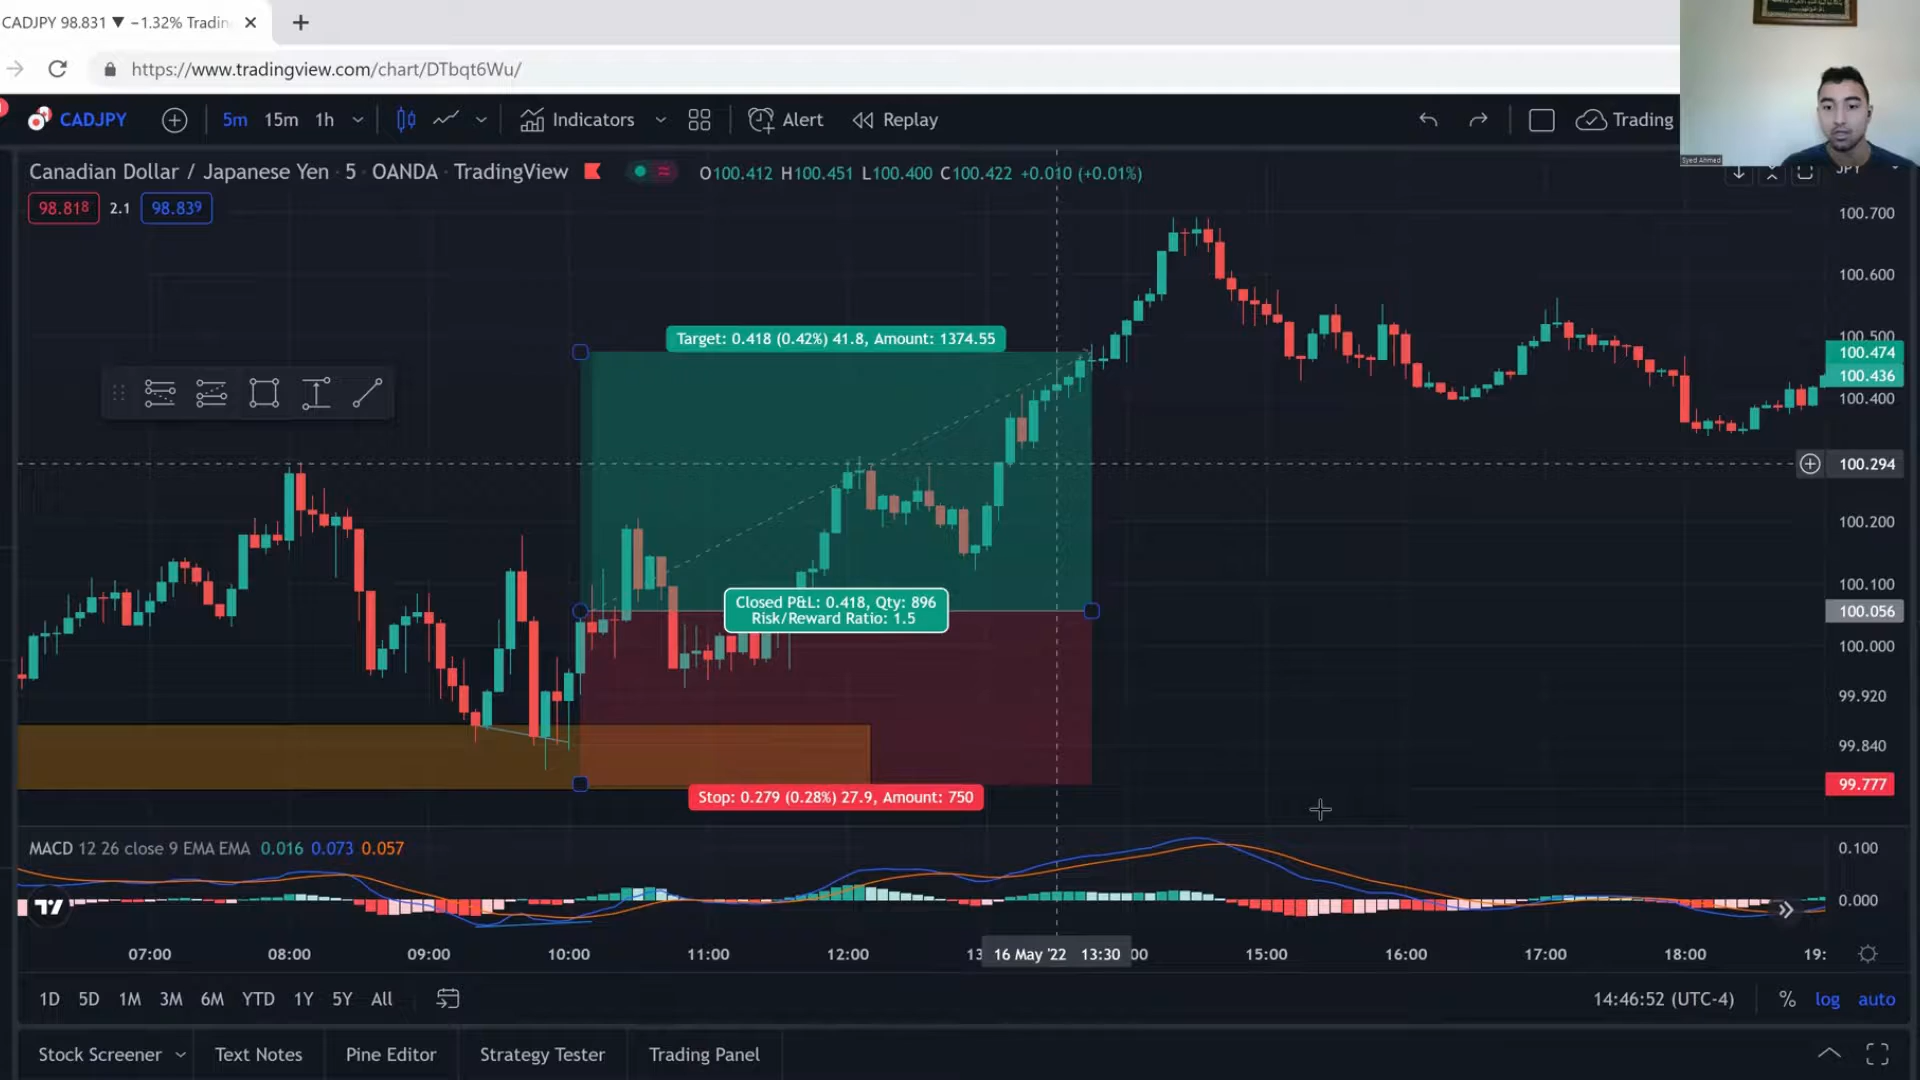 CADJPY 98.831 ▼ −1.32% Tradin
https://www.tradingview.com/chart/DTbqt6Wu/
CADJPY 5m 15m 1h Indicators Alert Replay Trading
Syed Ahmed
Canadian Dollar / Japanese Yen · 5 · OANDA · TradingView O100.412 H100.451 L100.400 C100.422 +0.010 (+0.01%) JPY
98.818 2.1 98.839
100.700
100.600
100.500
Target: 0.418 (0.42%) 41.8, Amount: 1374.55
100.474
100.436
100.400
100.294
100.200
100.100
Closed P&L: 0.418, Qty: 896
Risk/Reward Ratio: 1.5
100.056
100.000
99.920
99.840
99.777
Stop: 0.279 (0.28%) 27.9, Amount: 750
MACD 12 26 close 9 EMA EMA 0.016 0.073 0.057
0.100
0.000
07:00 08:00 09:00 10:00 11:00 12:00 13 16 May '22 13:30 00 15:00 16:00 17:00 18:00 19:
1D 5D 1M 3M 6M YTD 1Y 5Y All 14:46:52 (UTC-4) % log auto
Stock Screener Text Notes Pine Editor Strategy Tester Trading Panel